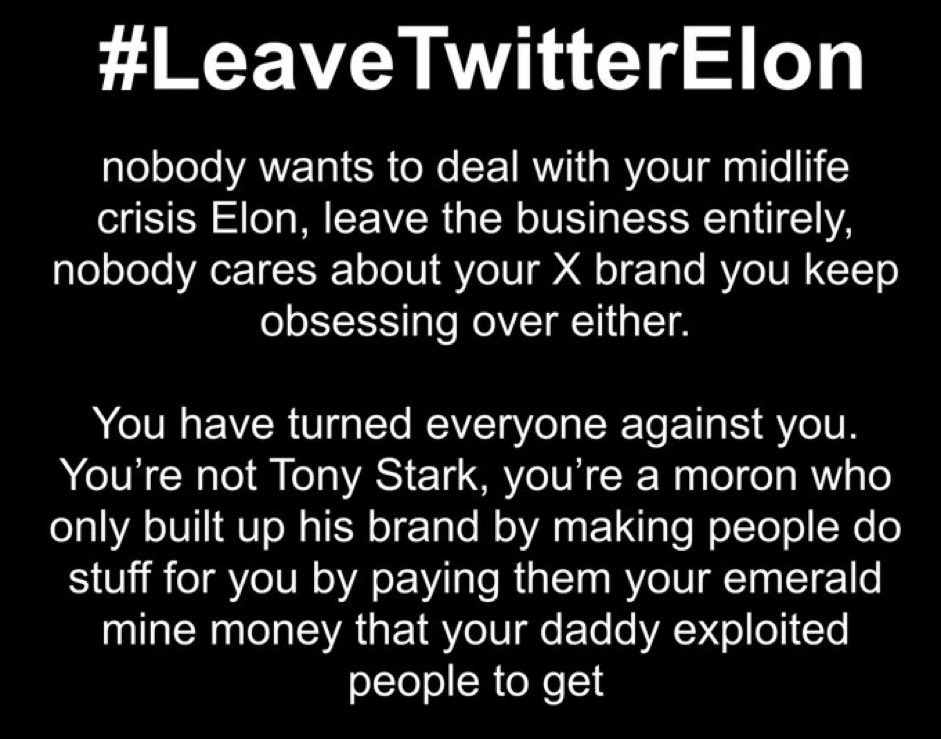 #LeaveTwitterElon
nobody wants to deal with your midlife
crisis Elon, leave the business entirely,
nobody cares about your X brand you keep
obsessing over either.
You have turned everyone against you.
You’re not Tony Stark, you’re a moron who
only built up his brand by making people do
stuff for you by paying them your emerald
mine money that your daddy exploited
people to get